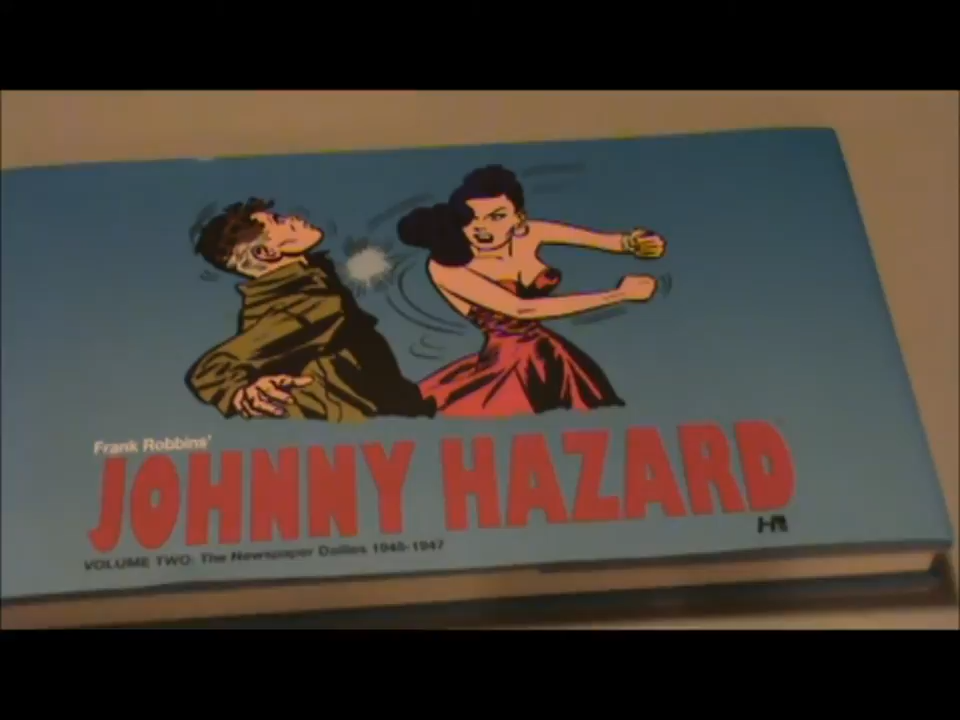 Frank Robbins'
JOHNNY HAZARD
VOLUME TWO: The Newspaper Dailies 1945-1947